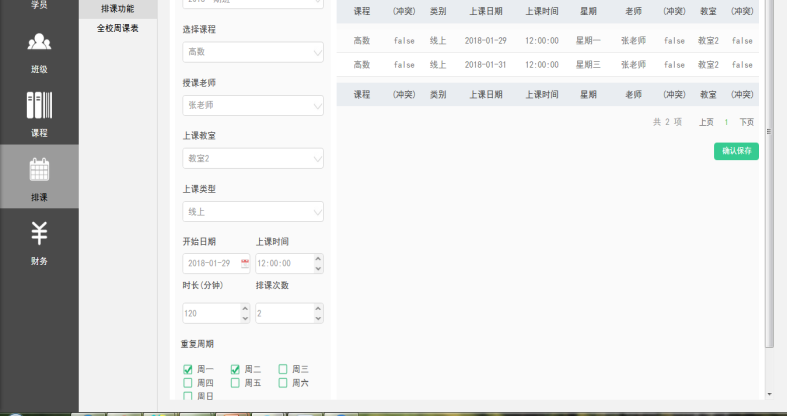 学员
班级
课程
排课
财务
排课功能
全校周课表
选择课程
高数
授课老师
张老师
上课教室
教室2
上课类型
线上
开始日期 上课时间
2018-01-29 12:00:00
时长(分钟) 排课次数
120 2
重复周期
周一 周二 周三
周四 周五 周六
周日
课程 (冲突) 类别 上课日期 上课时间 星期 老师 (冲突) 教室 (冲突)
高数 false 线上 2018-01-29 12:00:00 星期一 张老师 false 教室2 false
高数 false 线上 2018-01-31 12:00:00 星期三 张老师 false 教室2 false
课程 (冲突) 类别 上课日期 上课时间 星期 老师 (冲突) 教室 (冲突)
共 2 项 上页 1 下页
确认保存